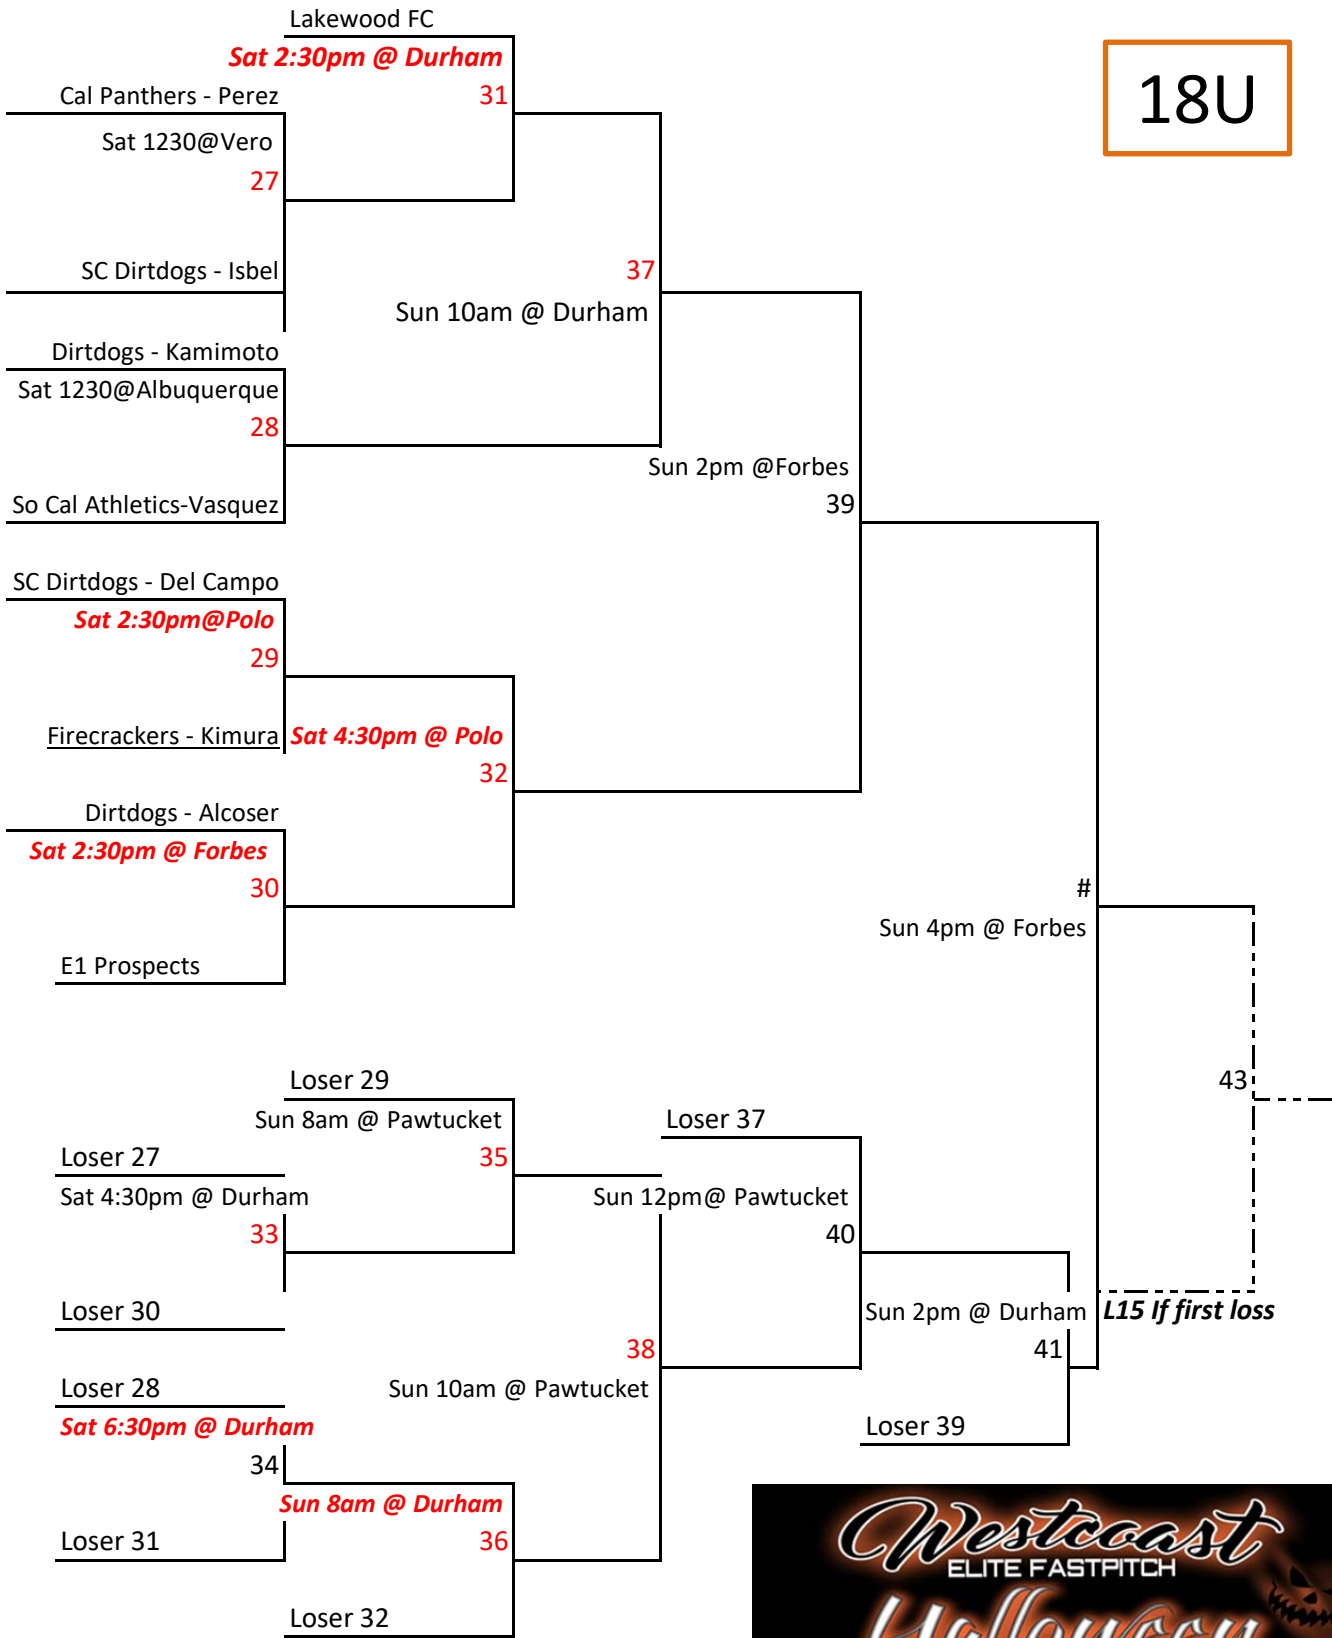 Lakewood FC
Sat 2:30pm @ Durham
18U
Cal Panthers - Perez
31
Sat 1230@Vero
27
SC Dirtdogs - Isbel
37
Sun 10am @ Durham
Dirtdogs - Kamimoto
Sat 1230@Albuquerque
28
Sun 2pm @Forbes
So Cal Athletics-Vasquez
39
SC Dirtdogs - Del Campo
Sat 2:30pm@Polo
29
Firecrackers - Kimura
Sat 4:30pm @ Polo
32
Dirtdogs - Alcoser
Sat 2:30pm @ Forbes
30
#
Sun 4pm @ Forbes
E1 Prospects
Loser 29
43
Sun 8am @ Pawtucket
Loser 37
Loser 27
35
Sat 4:30pm @ Durham
Sun 12pm@ Pawtucket
33
40
Loser 30
Sun 2pm @ Durham
L15 If first loss
38
41
Loser 28
Sun 10am @ Pawtucket
Sat 6:30pm @ Durham
Loser 39
34
Sun 8am @ Durham
Loser 31
36
Loser 32
Westcoast
ELITE FASTPITCH
Halloween